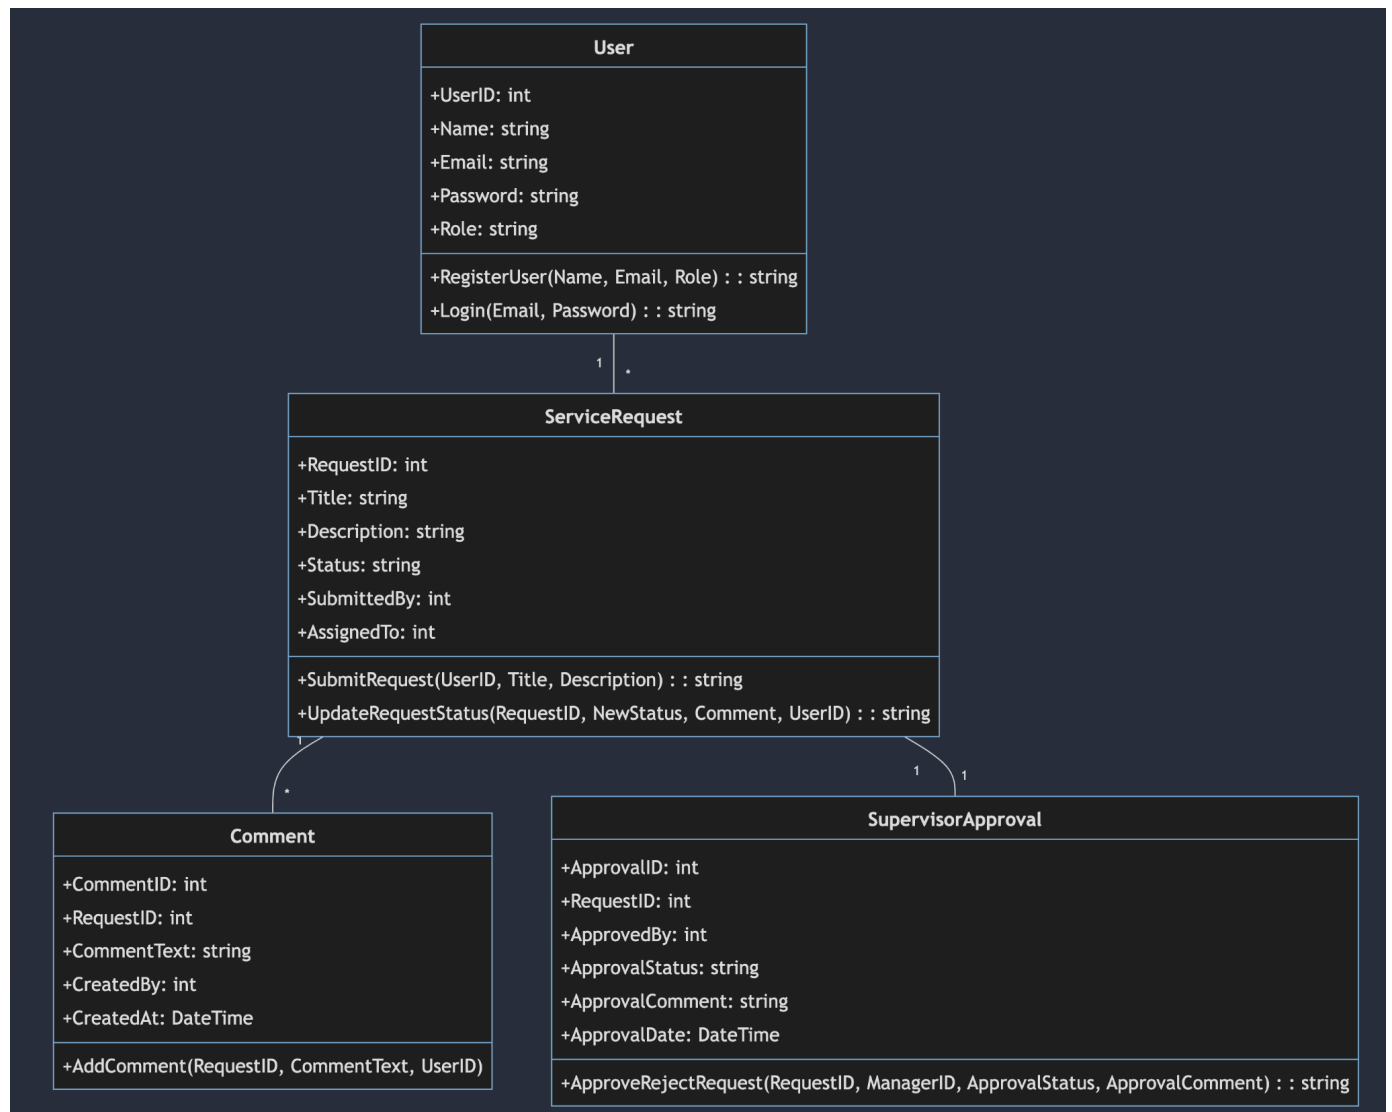 User
+UserID: int
+Name: string
+Email: string
+Password: string
+Role: string
+RegisterUser(Name, Email, Role) : : string
+Login(Email, Password) : : string
1
*
ServiceRequest
+RequestID: int
+Title: string
+Description: string
+Status: string
+SubmittedBy: int
+AssignedTo: int
+SubmitRequest(UserID, Title, Description) : : string
+UpdateRequestStatus(RequestID, NewStatus, Comment, UserID) : : string
1
*
1
1
Comment
+CommentID: int
+RequestID: int
+CommentText: string
+CreatedBy: int
+CreatedAt: DateTime
+AddComment(RequestID, CommentText, UserID)
SupervisorApproval
+ApprovalID: int
+RequestID: int
+ApprovedBy: int
+ApprovalStatus: string
+ApprovalComment: string
+ApprovalDate: DateTime
+ApproveRejectRequest(RequestID, ManagerID, ApprovalStatus, ApprovalComment) : : string